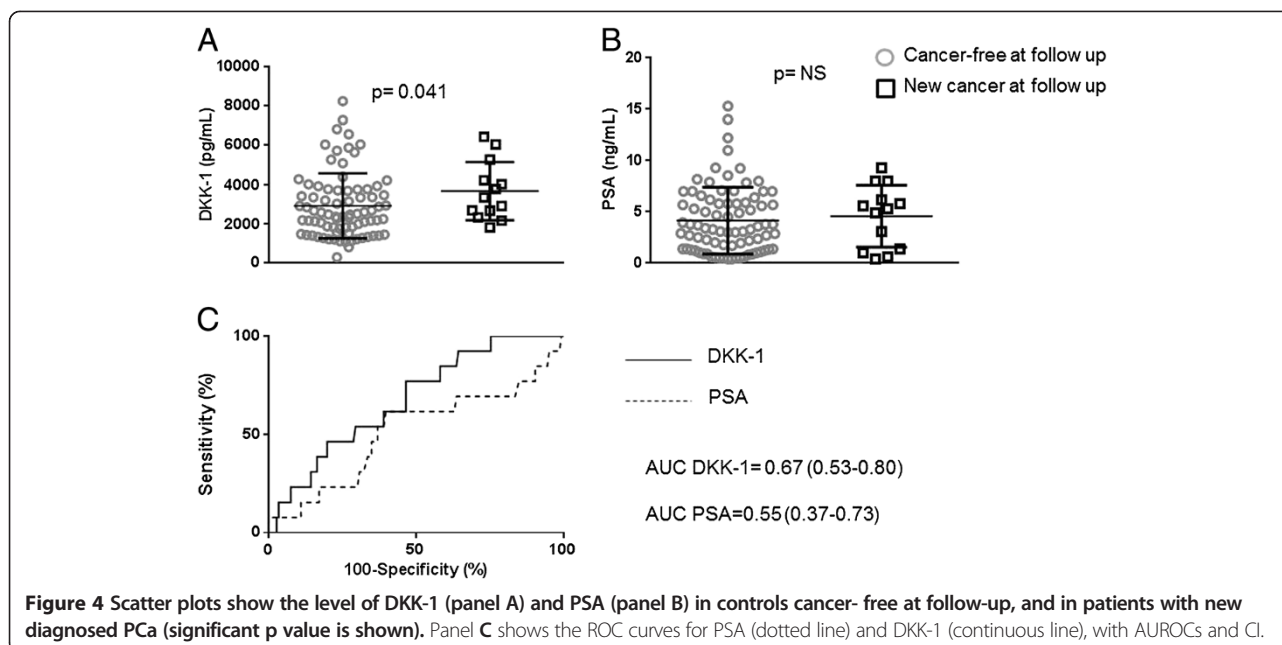 A
10000
8000
6000
4000
2000
0
DKK-1 (pg/mL)
p= 0.041
B
20
15
10
5
0
PSA (ng/mL)
p= NS
Cancer-free at follow up
New cancer at follow up
C
100
50
0
Sensitivity (%)
0 50 100
100-Specificity (%)
DKK-1
PSA
AUC DKK-1= 0.67 (0.53-0.80)
AUC PSA=0.55 (0.37-0.73)
Figure 4 Scatter plots show the level of DKK-1 (panel A) and PSA (panel B) in controls cancer- free at follow-up, and in patients with new
diagnosed PCa (significant p value is shown). Panel C shows the ROC curves for PSA (dotted line) and DKK-1 (continuous line), with AUROCs and CI.